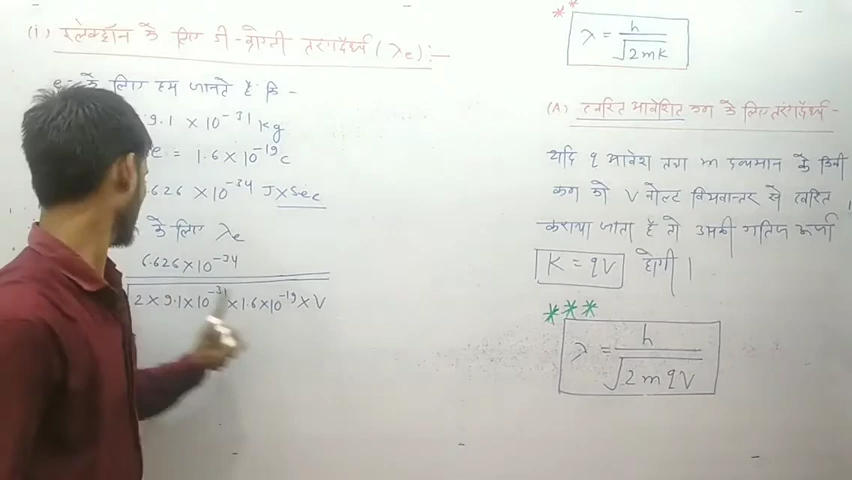 (i) इलेक्ट्रॉन के लिए डी-ब्रोग्ली तरंगदैर्ध्य (λe) :-
e- के लिए हम जानते है कि -
9.1 × 10⁻³¹ kg
e = 1.6 × 10⁻¹⁹ c
6.626 × 10⁻³⁴ J×Sec
के लिए λe
6.626 × 10⁻³⁴
√2 × 9.1 × 10⁻³¹ × 1.6 × 10⁻¹⁹ × V
**
λ = h / √2mK
(A) त्वरित आवेशित कण के लिए तरंगदैर्ध्य -
यदि q आवेश तथा m द्रव्यमान के किसी
कण को V वोल्ट विभवान्तर से त्वरित
कराया जाता है तो उसकी गतिज ऊर्जा
K = qV होगी।
***
λ = h / √2mqV